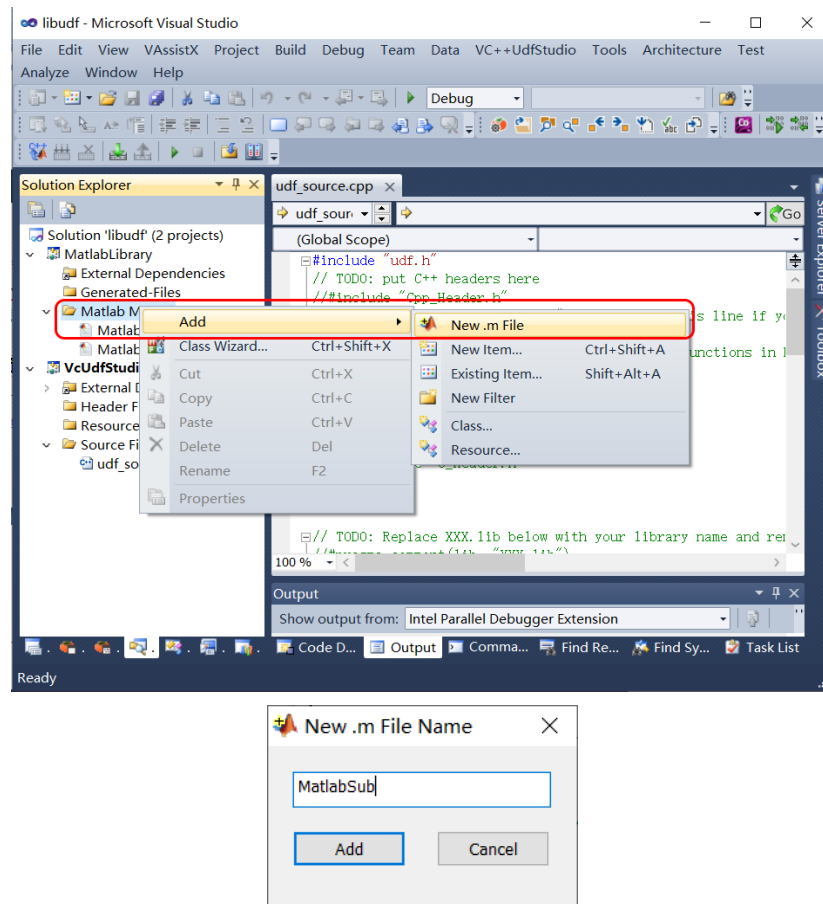 libudf - Microsoft Visual Studio
File Edit View VAssistX Project Build Debug Team Data VC++UdfStudio Tools Architecture Test
Analyze Window Help
Debug
Solution Explorer
udf_source.cpp
udf_sour
Go
Solution 'libudf' (2 projects)
(Global Scope)
MatlabLibrary
#include "udf.h"
External Dependencies
// TODO: put C++ headers here
Generated-Files
//#include "Cpp_Header.h"
Matlab M
Add
New .m File
s line if yo
Matlab
Class Wizard... Ctrl+Shift+X
New Item... Ctrl+Shift+A
unctions in
Matlab
VcUdfStudi
Cut Ctrl+X
Existing Item... Shift+Alt+A
External
Copy Ctrl+C
New Filter
Header F
Resource
Paste Ctrl+V
Class...
Source Fi
Delete Del
Resource...
udf_so
Rename F2
Properties
// TODO: Replace XXX.lib below with your library name and re
100 %
Output
Show output from: Intel Parallel Debugger Extension
Code D... Output Comma... Find Re... Find Sy... Task List
Ready
Server Explorer
Toolbox
New .m File Name
MatlabSub
Add Cancel